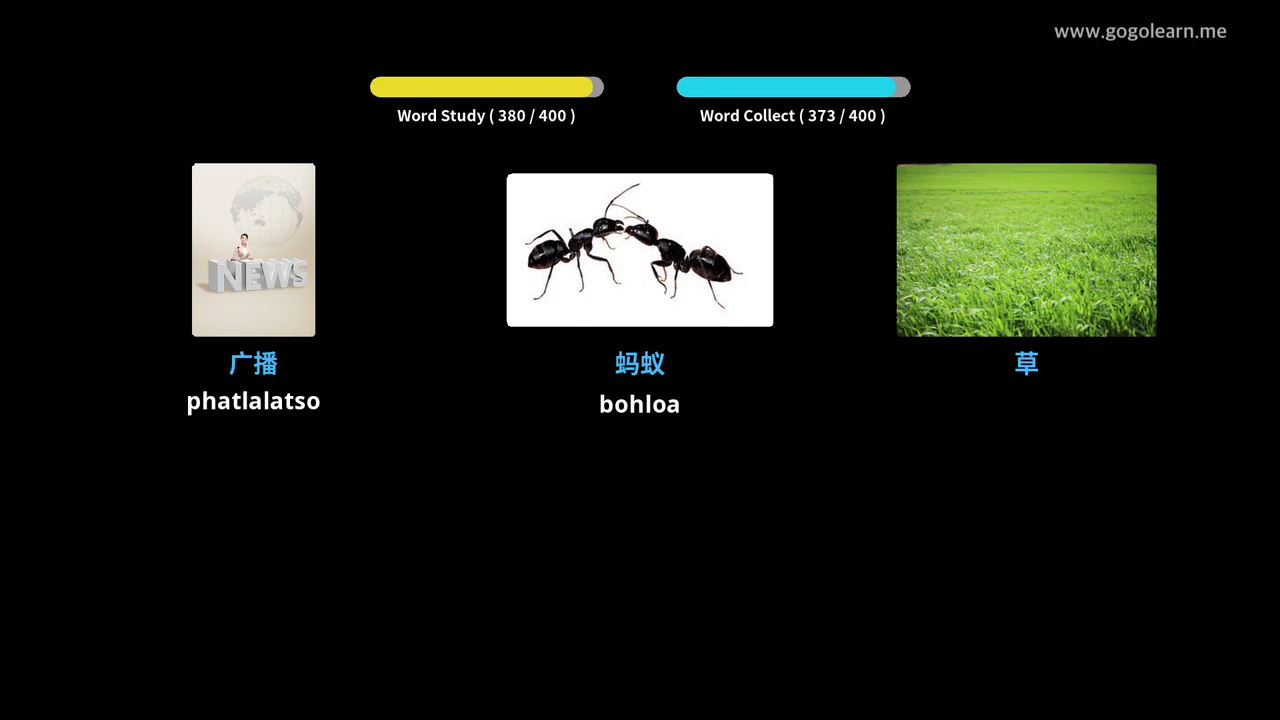 www.gogolearn.me
Word Study ( 380 / 400 )
Word Collect ( 373 / 400 )
NEWS
广播
蚂蚁
草
phatlalatso
bohloa